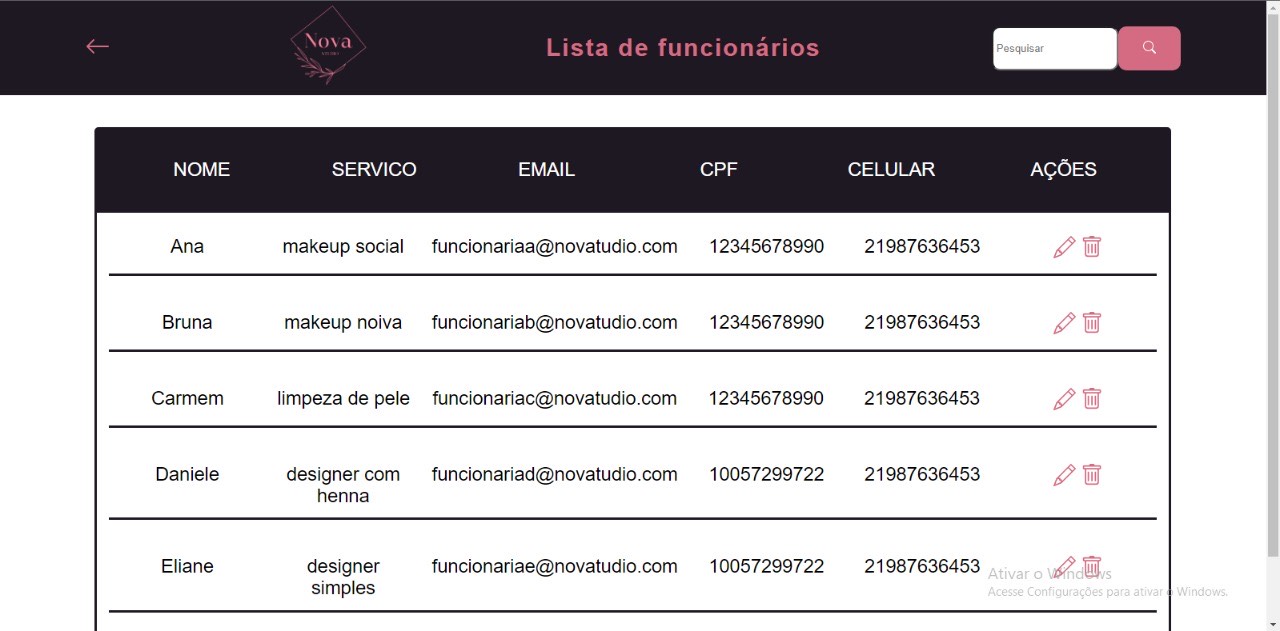 Nova
Lista de funcionários
Pesquisar
NOME SERVICO EMAIL CPF CELULAR AÇÕES
Ana makeup social funcionariaa@novatudio.com 12345678990 21987636453
Bruna makeup noiva funcionariab@novatudio.com 12345678990 21987636453
Carmem limpeza de pele funcionariac@novatudio.com 12345678990 21987636453
Daniele designer com funcionariad@novatudio.com 10057299722 21987636453
henna
Eliane designer funcionariae@novatudio.com 10057299722 21987636453
simples
Ativar o Windows
Acesse Configurações para ativar o Windows.